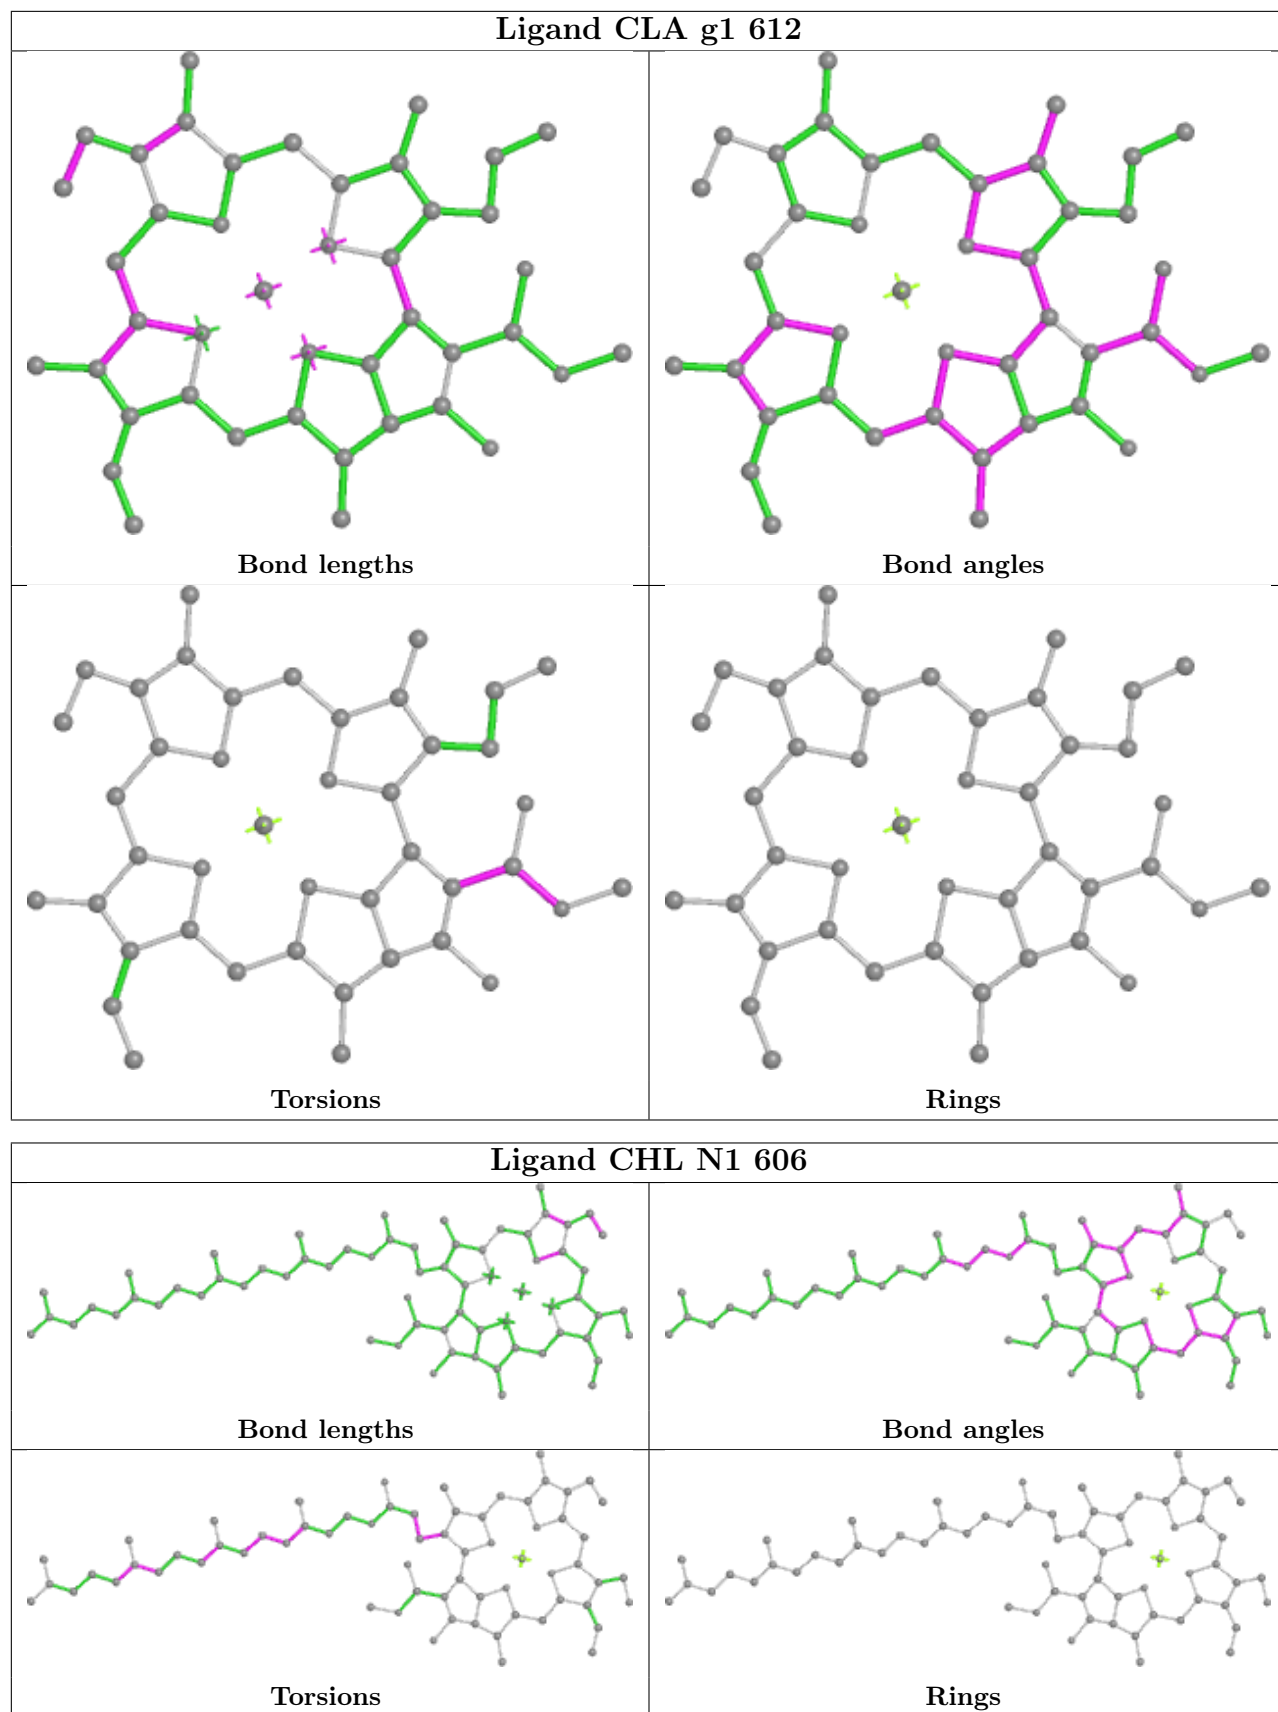 Ligand CLA g1 612
Bond lengths
Bond angles
Torsions
Rings
Ligand CHL N1 606
Bond lengths
Bond angles
Torsions
Rings